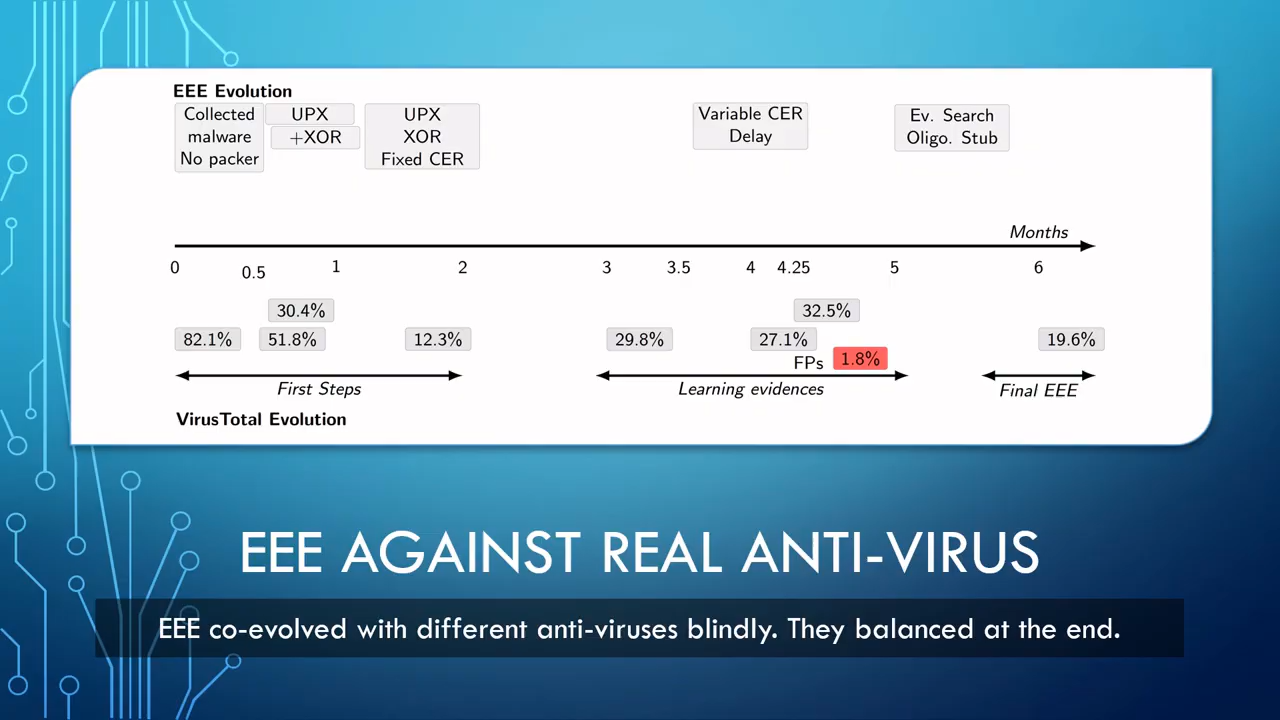 EEE Evolution
Collected
malware
No packer
UPX
+XOR
UPX
XOR
Fixed CER
Variable CER
Delay
Ev. Search
Oligo. Stub
Months
0
0.5
1
2
3
3.5
4
4.25
5
6
30.4%
32.5%
82.1%
51.8%
12.3%
29.8%
27.1%
19.6%
FPs
1.8%
First Steps
Learning evidences
Final EEE
VirusTotal Evolution
EEE AGAINST REAL ANTI-VIRUS
EEE co-evolved with different anti-viruses blindly. They balanced at the end.